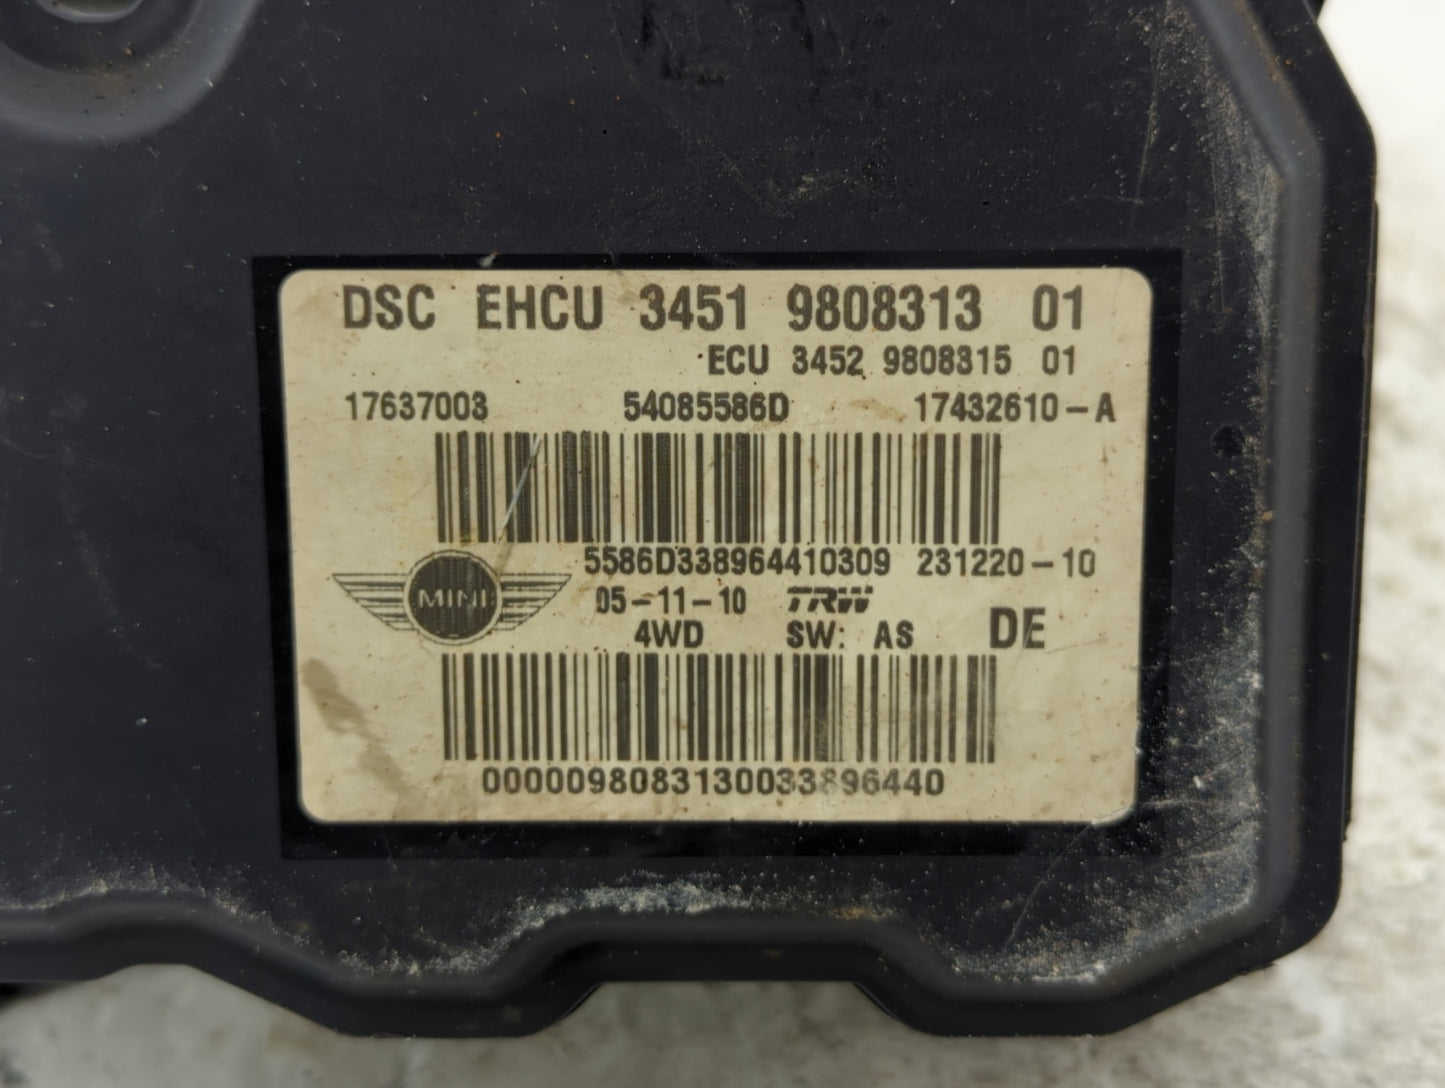 DSC EHCU 3451 9808313 01
ECU 3452 9808315 01
17637003 54085586D 17432610-A
5586D338964410309 231220-10
MINI 05-11-10 TRW
4WD SW: AS DE
0000098083130033896440